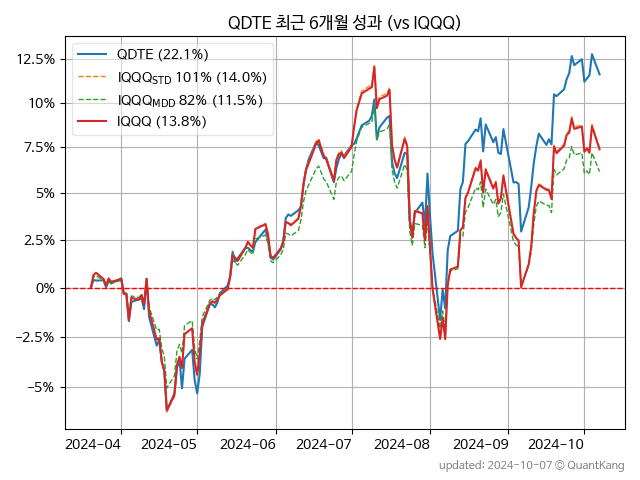 QDTE 최근 6개월 성과 (vs IQQQ)
QDTE (22.1%)
IQQQSTD 101% (14.0%)
IQQQMDD 82% (11.5%)
IQQQ (13.8%)
12.5%
10%
7.5%
5%
2.5%
0%
−2.5%
−5%
2024-04 2024-05 2024-06 2024-07 2024-08 2024-09 2024-10
updated: 2024-10-07 © QuantKang